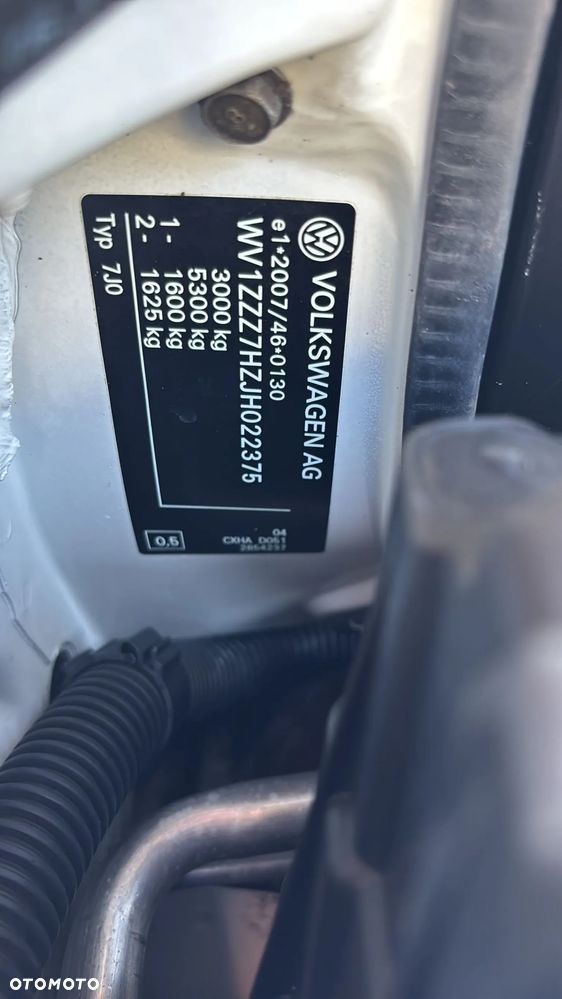 VOLKSWAGEN AG
e1*2007/46*0130
WV1ZZZ7HZJH022375
3000 kg
5300 kg
1- 1600 kg
2- 1625 kg
Typ 7J0
04
CXHA D051
0,5
OTOMOTO